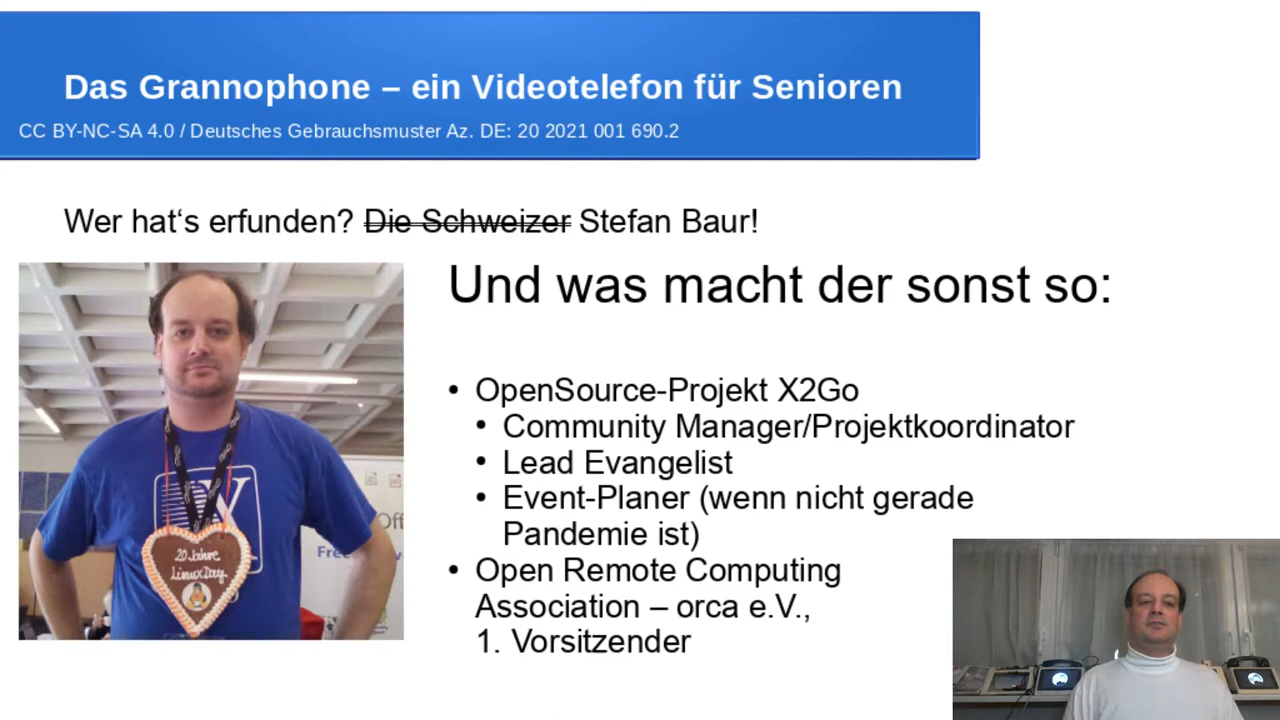 Das Grannophone – ein Videotelefon für Senioren
CC BY-NC-SA 4.0 / Deutsches Gebrauchsmuster Az. DE: 20 2021 001 690.2
Wer hat‘s erfunden? Die Schweizer Stefan Baur!
Und was macht der sonst so:
• OpenSource-Projekt X2Go
• Community Manager/Projektkoordinator
• Lead Evangelist
• Event-Planer (wenn nicht gerade
Pandemie ist)
• Open Remote Computing
Association – orca e.V.,
1. Vorsitzender
20 Jahre
LinuxDay